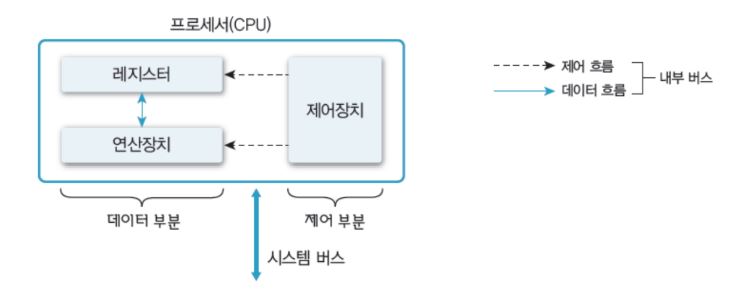 프로세서(CPU)
레지스터
연산장치
제어장치
데이터 부분
제어 부분
시스템 버스
제어 흐름
데이터 흐름
내부 버스